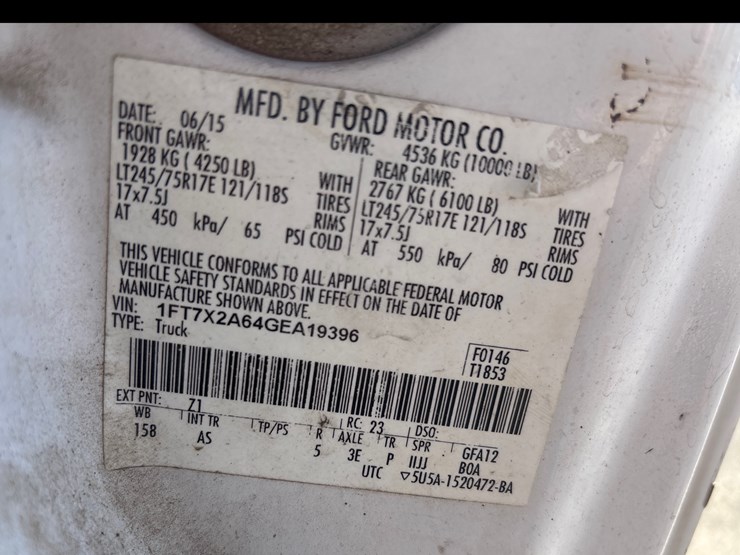 MFD. BY FORD MOTOR CO.
DATE: 06/15 GVWR: 4536 KG (10000 LB)
FRONT GAWR: REAR GAWR:
1928 KG ( 4250 LB) WITH 2767 KG ( 6100 LB) WITH
LT245/75R17E 121/118S TIRES LT245/75R17E 121/118S TIRES
17x7.5J RIMS 17x7.5J RIMS
AT 450 kPa/ 65 PSI COLD AT 550 kPa/ 80 PSI COLD
THIS VEHICLE CONFORMS TO ALL APPLICABLE FEDERAL MOTOR
VEHICLE SAFETY STANDARDS IN EFFECT ON THE DATE OF
MANUFACTURE SHOWN ABOVE.
VIN: 1FT7X2A64GEA19396
TYPE: Truck
F0146
T1853
EXT PNT: Z1 RC: 23 DSO:
WB INT TR TP/PS R AXLE TR SPR GFA12
158 AS 5 3E P IIJJ BOA
UTC ▽5U5A-1520472-BA